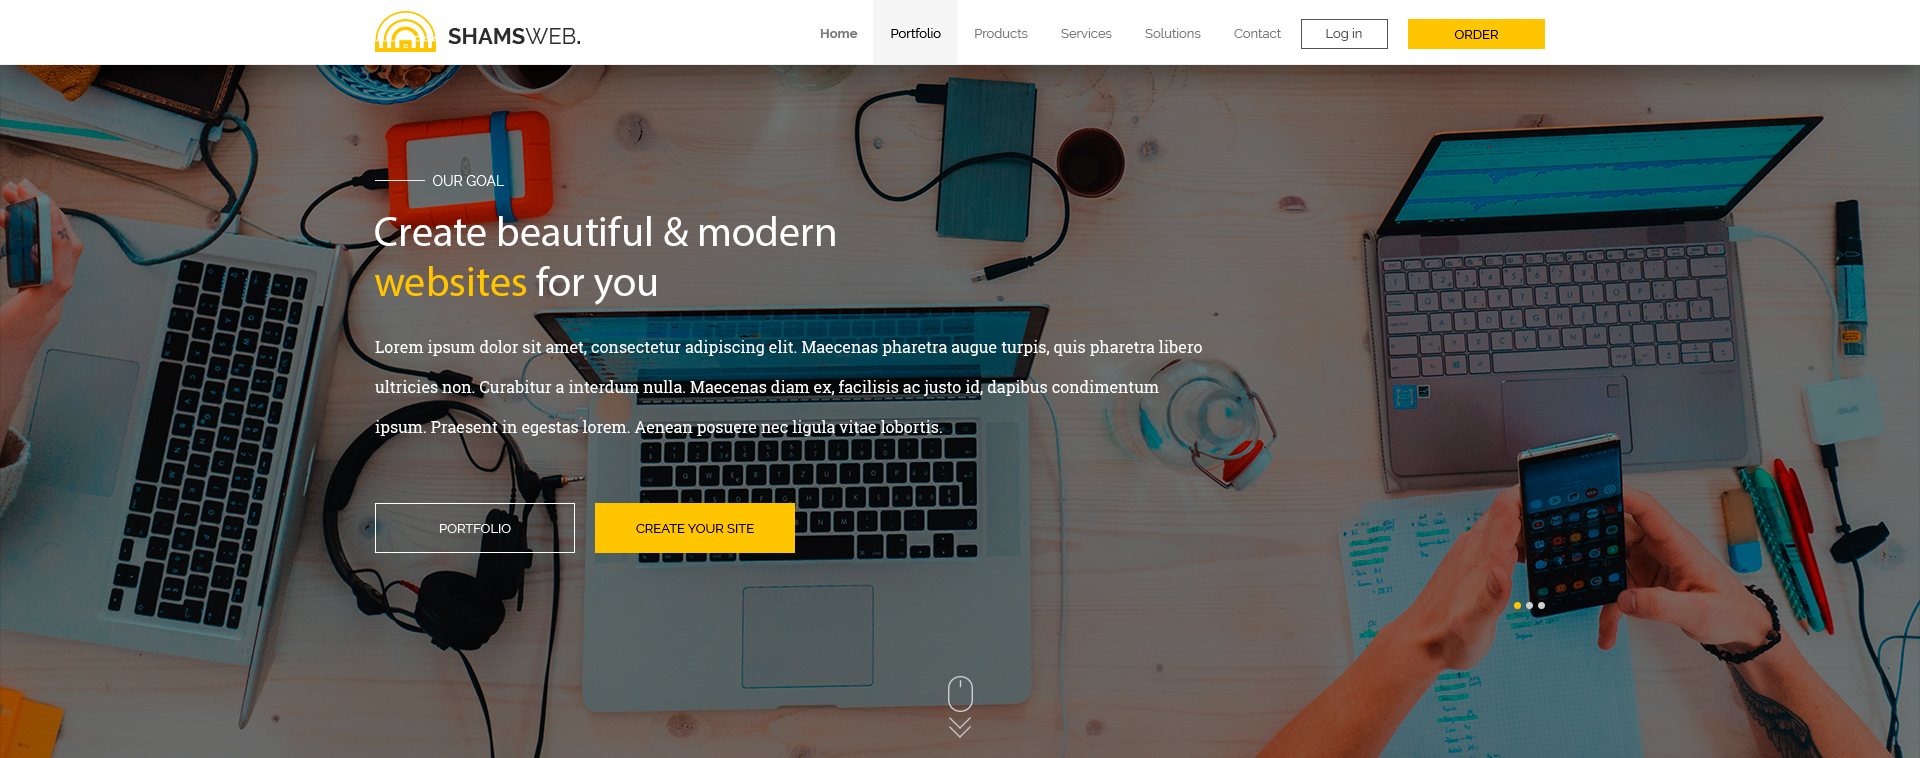 SHAMSWEB.
Home
Portfolio
Products
Services
Solutions
Contact
Log in
ORDER
OUR GOAL
Create beautiful & modern
websites for you
Lorem ipsum dolor sit amet, consectetur adipiscing elit. Maecenas pharetra augue turpis, quis pharetra libero
ultricies non. Curabitur a interdum nulla. Maecenas diam ex, facilisis ac justo id, dapibus condimentum
ipsum. Praesent in egestas lorem. Aenean posuere nec ligula vitae lobortis.
PORTFOLIO
CREATE YOUR SITE